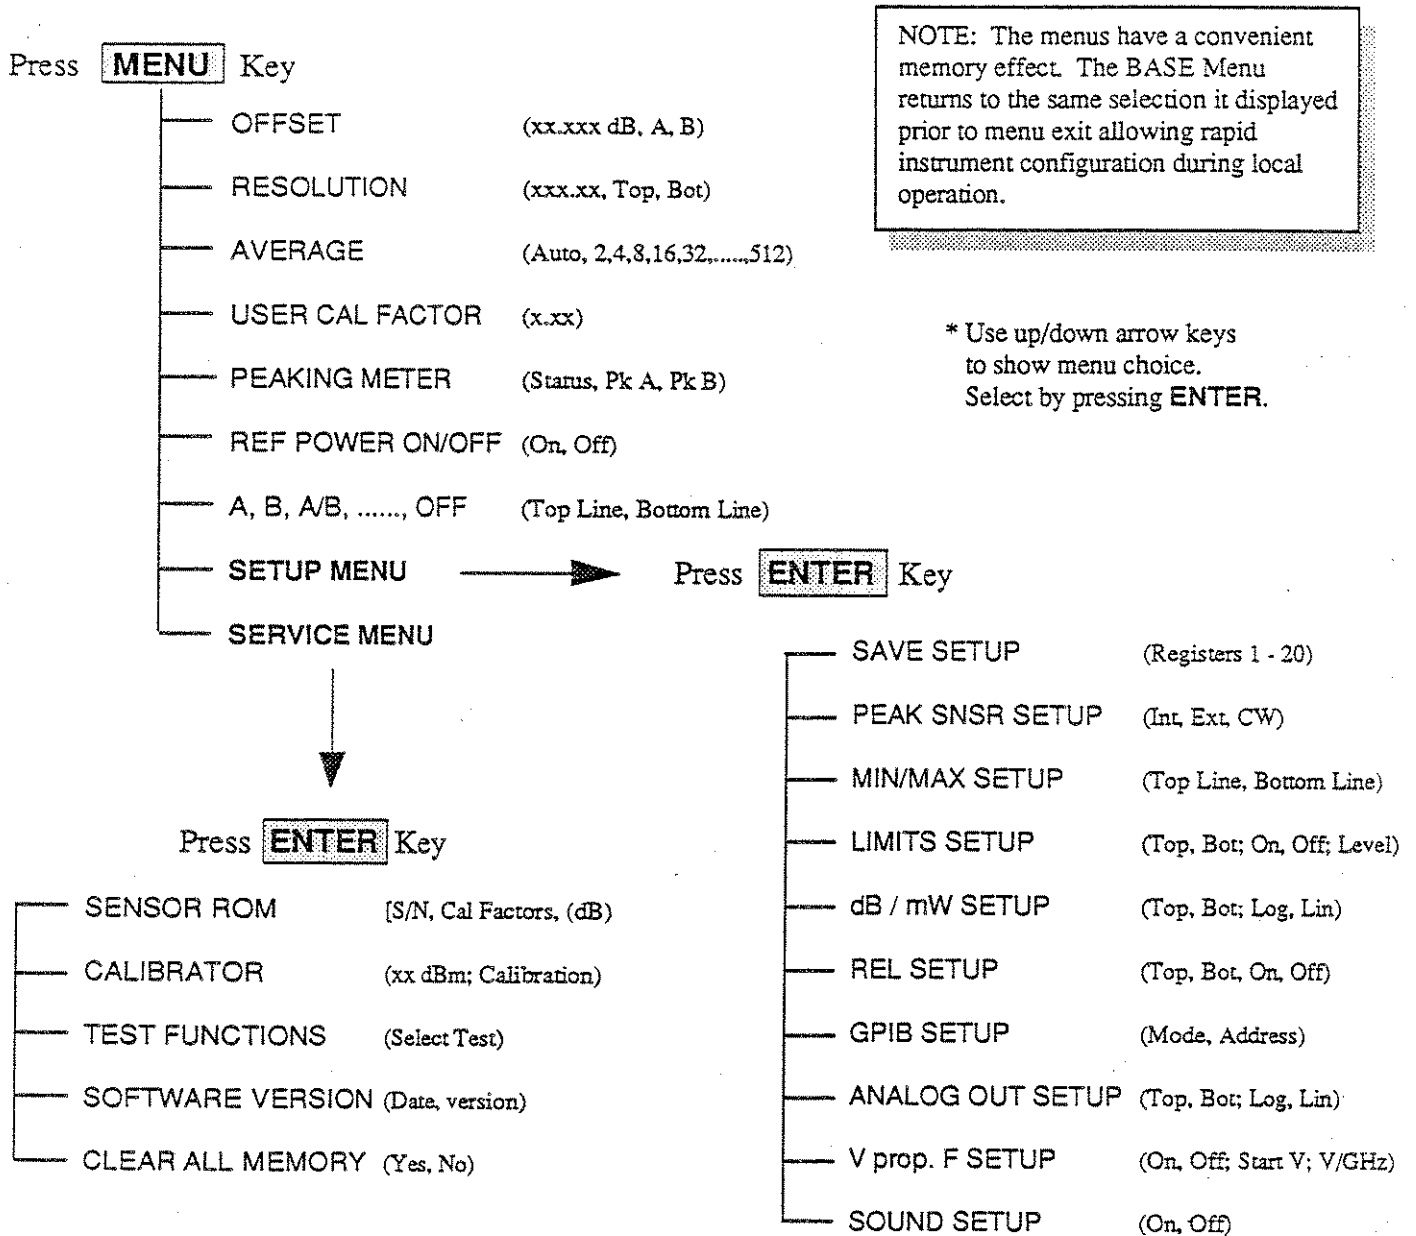 Press MENU Key
OFFSET (xx.xxx dB, A, B)
RESOLUTION (xxx.xx, Top, Bot)
AVERAGE (Auto, 2,4,8,16,32,.....,512)
USER CAL FACTOR (x.xx)
PEAKING METER (Status, Pk A, Pk B)
REF POWER ON/OFF (On, Off)
A, B, A/B, ......, OFF (Top Line, Bottom Line)
SETUP MENU
SERVICE MENU
NOTE: The menus have a convenient
memory effect. The BASE Menu
returns to the same selection it displayed
prior to menu exit allowing rapid
instrument configuration during local
operation.
* Use up/down arrow keys
to show menu choice.
Select by pressing ENTER.
Press ENTER Key
SAVE SETUP (Registers 1 - 20)
PEAK SNSR SETUP (Int, Ext, CW)
MIN/MAX SETUP (Top Line, Bottom Line)
LIMITS SETUP (Top, Bot; On, Off; Level)
dB / mW SETUP (Top, Bot; Log, Lin)
REL SETUP (Top, Bot, On, Off)
GPIB SETUP (Mode, Address)
ANALOG OUT SETUP (Top, Bot; Log, Lin)
V prop. F SETUP (On, Off; Start V; V/GHz)
SOUND SETUP (On, Off)
Press ENTER Key
SENSOR ROM [S/N, Cal Factors, (dB)
CALIBRATOR (xx dBm; Calibration)
TEST FUNCTIONS (Select Test)
SOFTWARE VERSION (Date, version)
CLEAR ALL MEMORY (Yes, No)